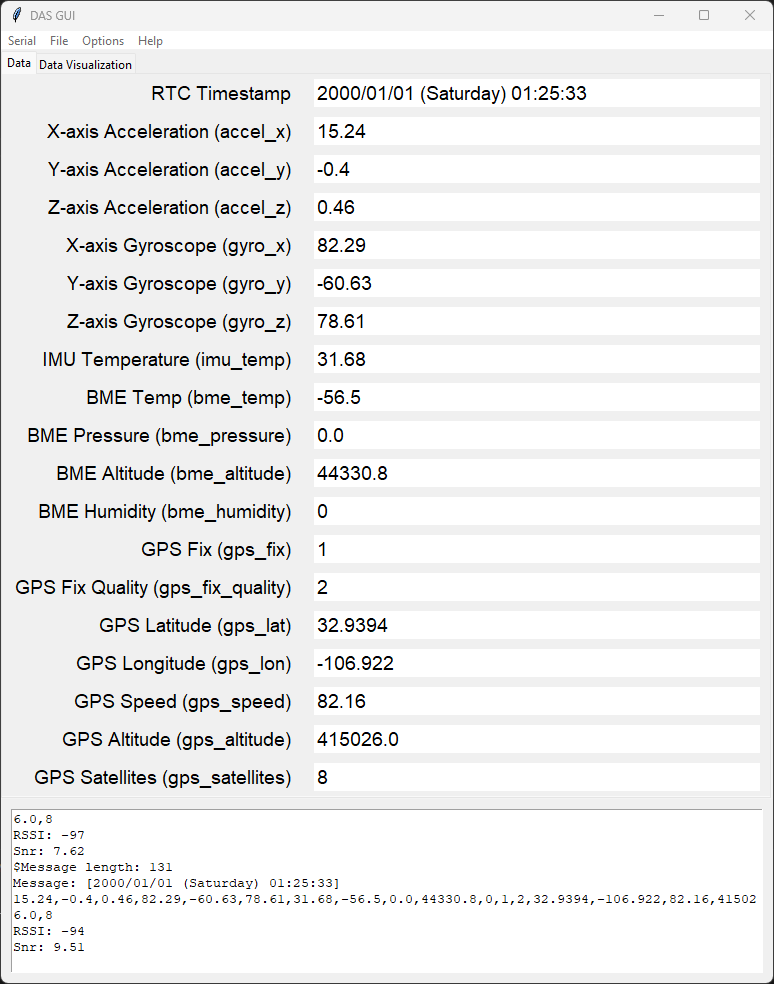 DAS GUI
Serial File Options Help
Data Data Visualization
RTC Timestamp 2000/01/01 (Saturday) 01:25:33
X-axis Acceleration (accel_x) 15.24
Y-axis Acceleration (accel_y) -0.4
Z-axis Acceleration (accel_z) 0.46
X-axis Gyroscope (gyro_x) 82.29
Y-axis Gyroscope (gyro_y) -60.63
Z-axis Gyroscope (gyro_z) 78.61
IMU Temperature (imu_temp) 31.68
BME Temp (bme_temp) -56.5
BME Pressure (bme_pressure) 0.0
BME Altitude (bme_altitude) 44330.8
BME Humidity (bme_humidity) 0
GPS Fix (gps_fix) 1
GPS Fix Quality (gps_fix_quality) 2
GPS Latitude (gps_lat) 32.9394
GPS Longitude (gps_lon) -106.922
GPS Speed (gps_speed) 82.16
GPS Altitude (gps_altitude) 415026.0
GPS Satellites (gps_satellites) 8
6.0,8
RSSI: -97
Snr: 7.62
$Message length: 131
Message: [2000/01/01 (Saturday) 01:25:33]
15.24,-0.4,0.46,82.29,-60.63,78.61,31.68,-56.5,0.0,44330.8,0,1,2,32.9394,-106.922,82.16,41502
6.0,8
RSSI: -94
Snr: 9.51